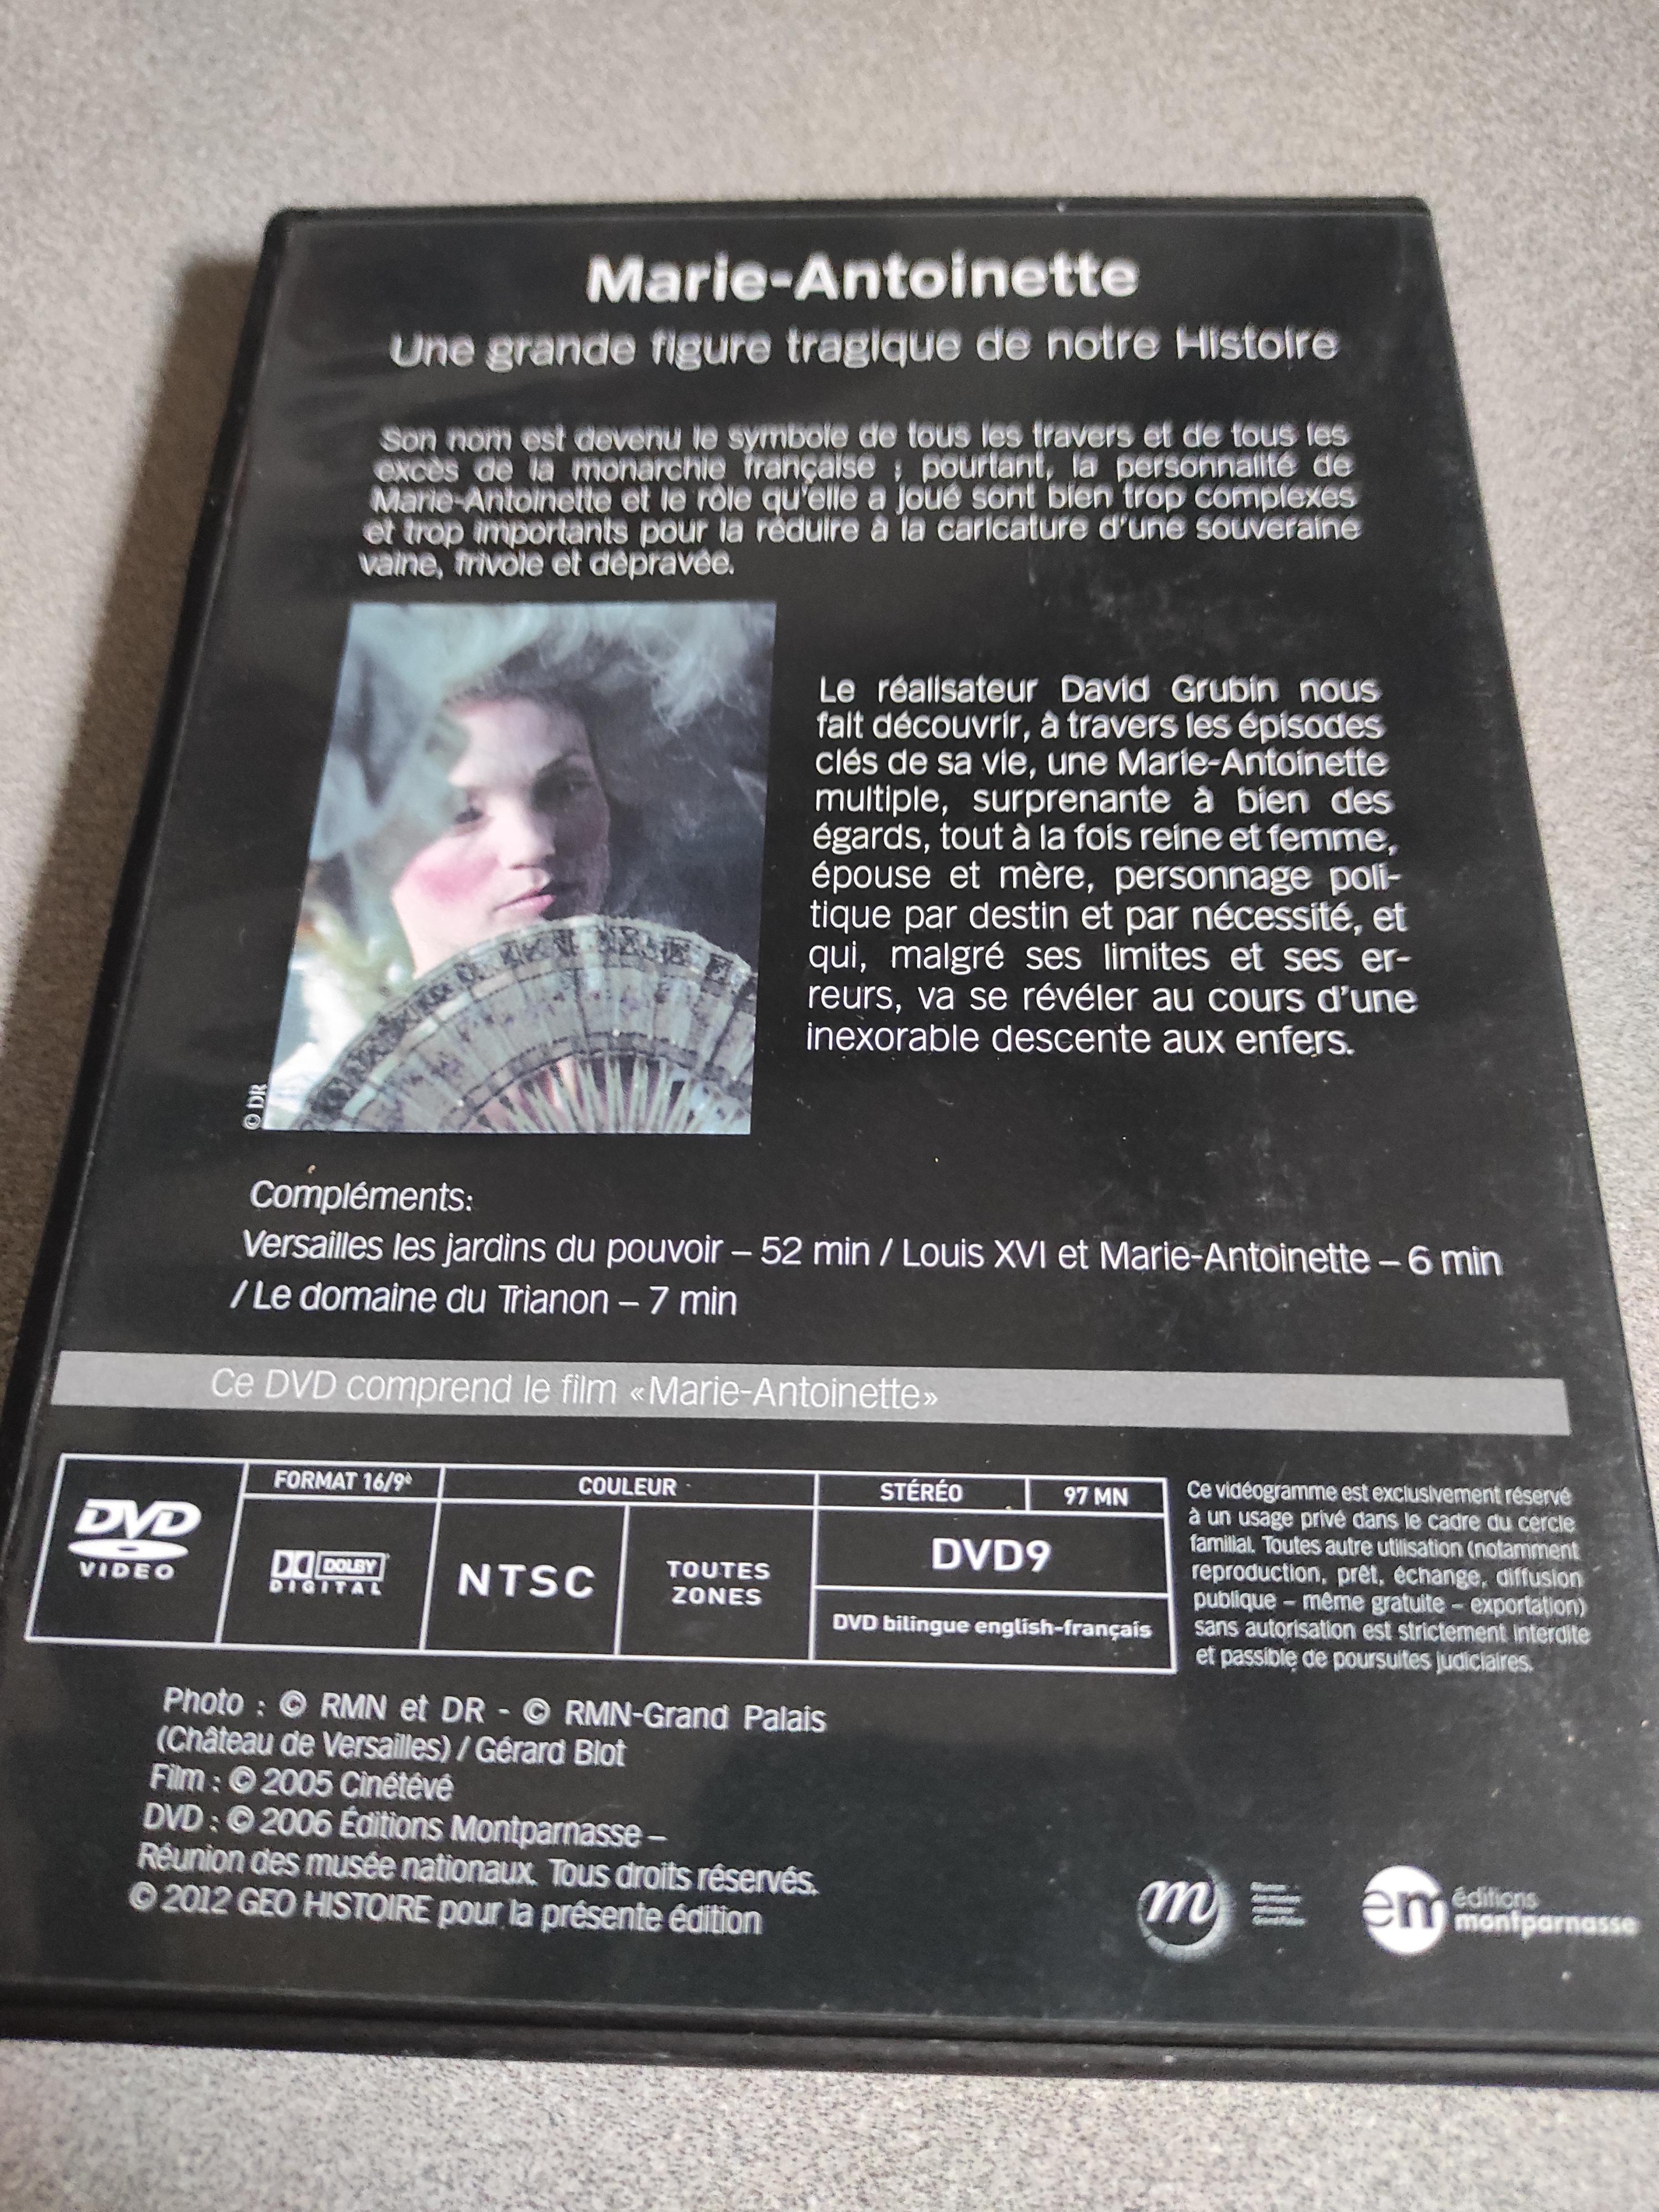 Marie-Antoinette
Une grande figure tragique de notre Histoire
Son nom est devenu le symbole de tous les travers et de tous les
excès de la monarchie française ; pourtant, la personnalité de
Marie-Antoinette et le rôle qu'elle a joué sont bien trop complexes
et trop importants pour la réduire à la caricature d'une souveraine
vaine, frivole et dépravée.
Le réalisateur David Grubin nous
fait découvrir, à travers les épisodes
clés de sa vie, une Marie-Antoinette
multiple, surprenante à bien des
égards, tout à la fois reine et femme,
épouse et mère, personnage poli-
tique par destin et par nécessité, et
qui, malgré ses limites et ses er-
reurs, va se révéler au cours d'une
inexorable descente aux enfers.
© DR
Compléments:
Versailles les jardins du pouvoir – 52 min / Louis XVI et Marie-Antoinette – 6 min
/ Le domaine du Trianon – 7 min
Ce DVD comprend le film «Marie-Antoinette»
DVD
VIDEO
FORMAT 16/9è
DOLBY
DIGITAL
COULEUR
NTSC
TOUTES
ZONES
STÉRÉO
97 MN
DVD9
DVD bilingue english-français
Ce vidéogramme est exclusivement réservé
à un usage privé dans le cadre du cercle
familial. Toutes autre utilisation (notamment
reproduction, prêt, échange, diffusion
publique – même gratuite – exportation)
sans autorisation est strictement interdite
et passible de poursuites judiciaires.
Photo : © RMN et DR - © RMN-Grand Palais
(Château de Versailles) / Gérard Blot
Film : © 2005 Cinétévé
DVD : © 2006 Éditions Montparnasse –
Réunion des musée nationaux. Tous droits réservés.
© 2012 GEO HISTOIRE pour la présente édition
m
em
éditions
montparnasse